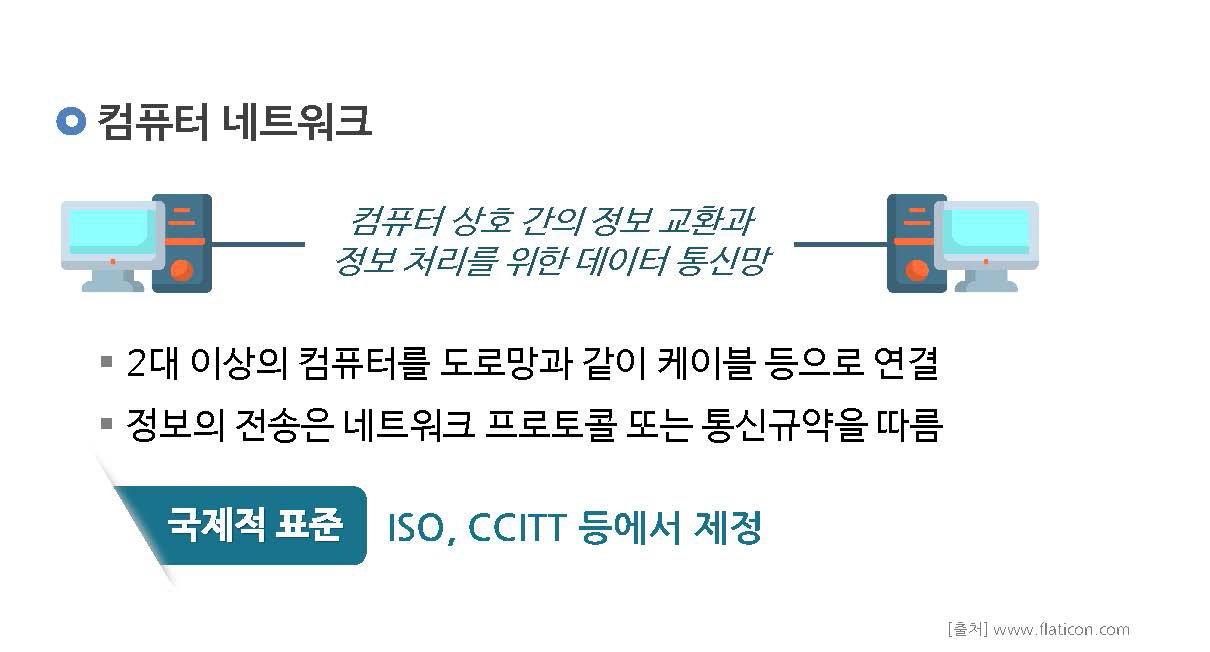 컴퓨터 네트워크
컴퓨터 상호 간의 정보 교환과
정보 처리를 위한 데이터 통신망
2대 이상의 컴퓨터를 도로망과 같이 케이블 등으로 연결
정보의 전송은 네트워크 프로토콜 또는 통신규약을 따름
국제적 표준 ISO, CCITT 등에서 제정
[출처] www.flaticon.com